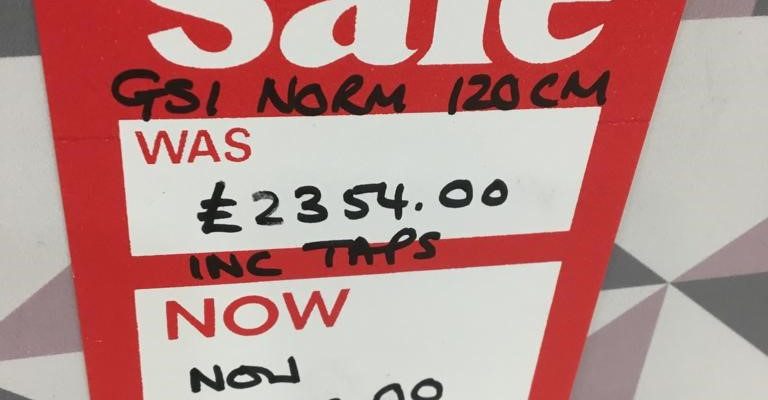 Sale
GSI NORM 120CM
WAS
£2354.00
INC TAPS
NOW
NOW